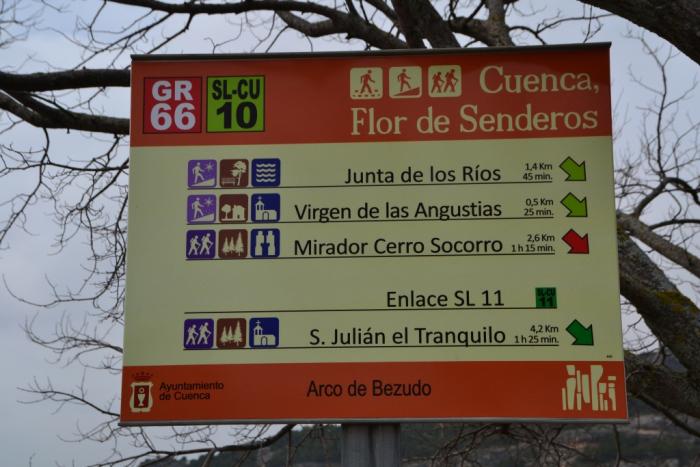 GR
66
SL-CU
10
Cuenca,
Flor de Senderos
Junta de los Ríos 1,4 Km
45 min.
Virgen de las Angustias 0,5 Km
25 min.
Mirador Cerro Socorro 2,6 Km
1 h 15 min.
Enlace SL 11 SL-CU
11
S. Julián el Tranquilo 4,2 Km
1 h 25 min.
Ayuntamiento
de Cuenca
Arco de Bezudo